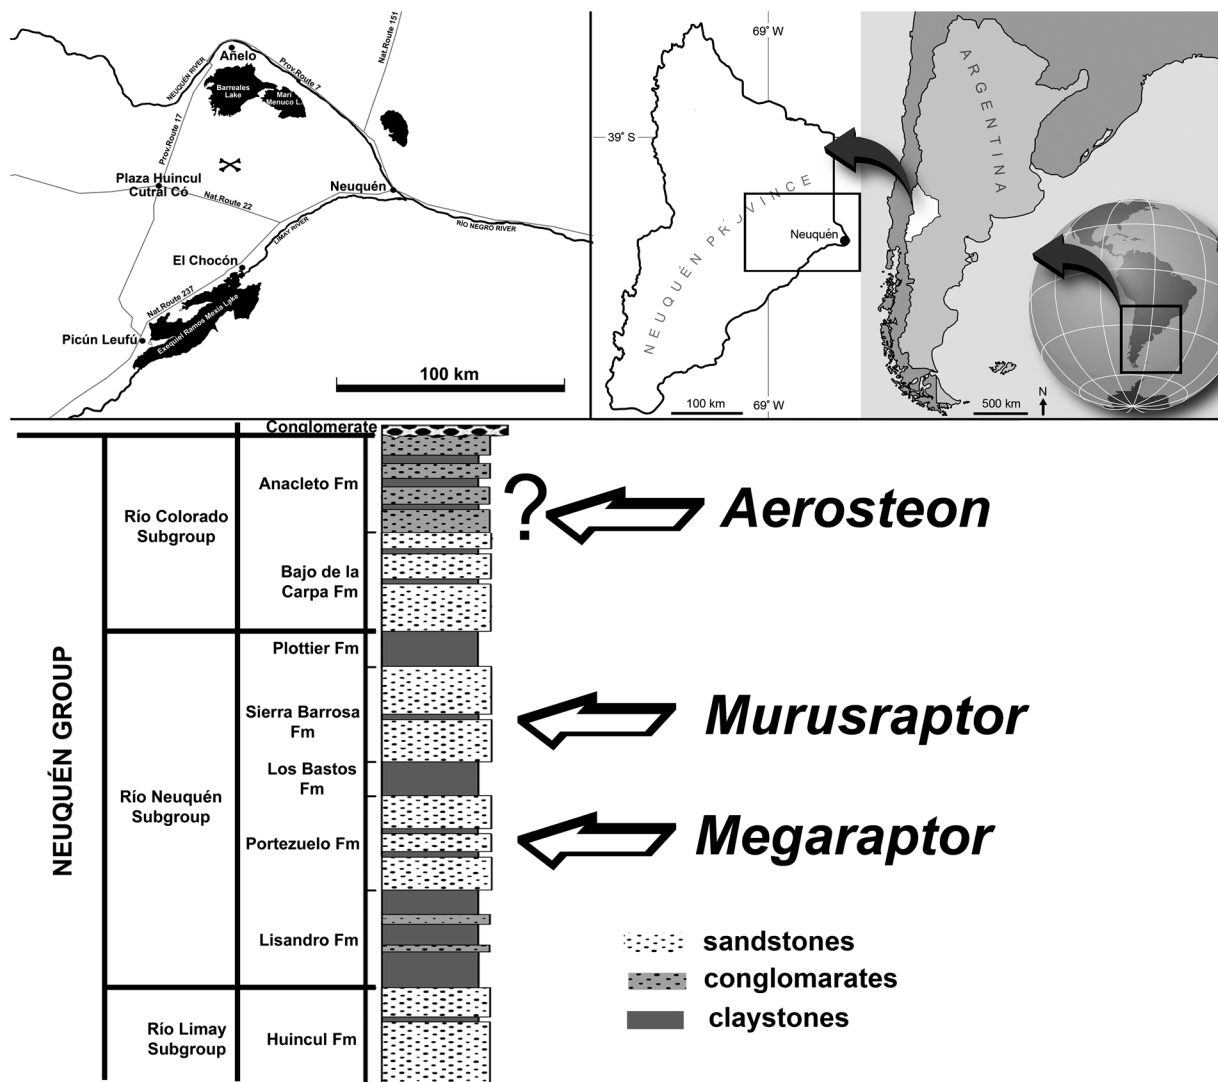 Nat.Route 151
Añelo
NEUQUÉN RIVER
Prov.Route 7
Barreales
Lake
Mari
Menuco L.
Prov.Route 17
Plaza Huincul
Cutral Có
Neuquén
Nat.Route 22
LIMAY RIVER
RÍO NEGRO RIVER
El Chocón
Nat.Route 237
Exequiel Ramos Mexía Lake
Picún Leufú
100 km
69° W
39° S
NEUQUÉN PROVINCE
Neuquén
100 km
69° W
ARGENTINA
500 km
N
Conglomerate
NEUQUÉN GROUP
Río Colorado
Subgroup
Anacleto Fm
?
Aerosteon
Bajo de la
Carpa Fm
Río Neuquén
Subgroup
Plottier Fm
Sierra Barrosa
Fm
Murusraptor
Los Bastos
Fm
Portezuelo Fm
Megaraptor
Lisandro Fm
Río Limay
Subgroup
Huincul Fm
sandstones
conglomarates
claystones